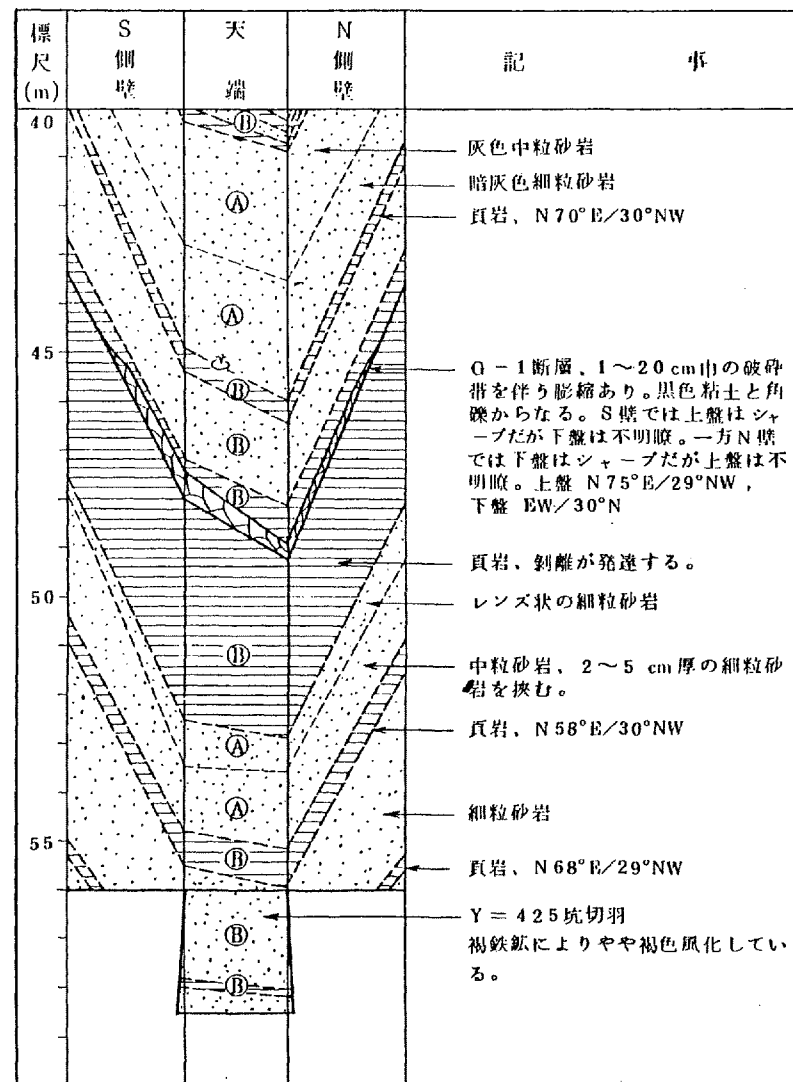 標尺(m)
S側壁
天端
N側壁
記事
40
45
50
55
Ⓑ
Ⓐ
Ⓐ
Ⓑ
Ⓑ
Ⓑ
Ⓑ
Ⓐ
Ⓐ
Ⓑ
Ⓑ
Ⓑ
灰色中粒砂岩
暗灰色細粒砂岩
頁岩、N70°E/30°NW
G-1断層、1～20cm巾の破砕
帯を伴う膨縮あり。黒色粘土と角
礫からなる。S壁では上盤はシャ
ープだが下盤は不明瞭。一方N壁
では下盤はシャープだが上盤は不
明瞭。上盤 N75°E/29°NW，
下盤 EW/30°N
頁岩、剝離が発達する。
レンズ状の細粒砂岩
中粒砂岩、2～5cm厚の細粒砂
岩を挟む。
頁岩、N58°E/30°NW
細粒砂岩
頁岩、N68°E/29°NW
Y=425坑切羽
褐鉄鉱によりやや褐色風化してい
る。